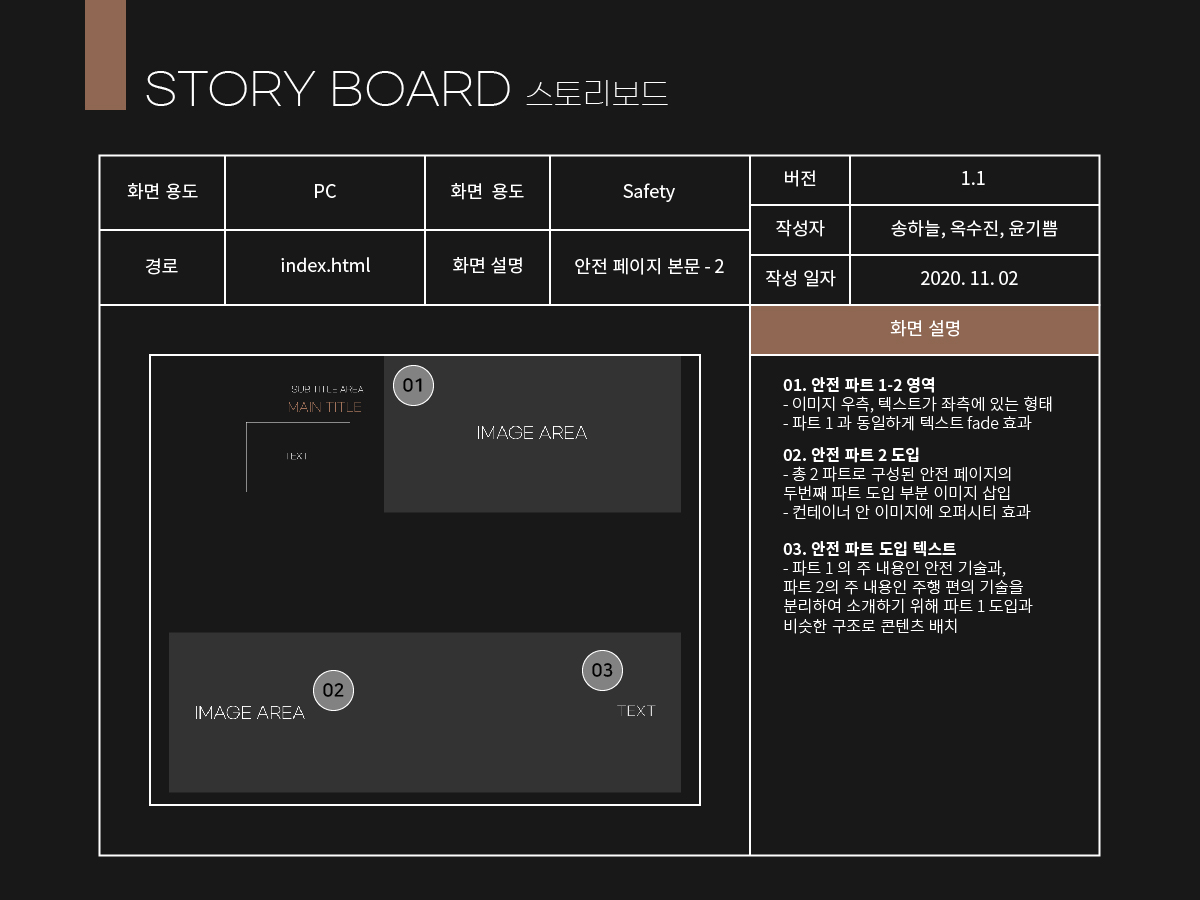 STORY BOARD 스토리보드
화면 용도
PC
화면 용도
Safety
버전
1.1
작성자
송하늘, 옥수진, 윤기쁨
경로
index.html
화면 설명
안전 페이지 본문 - 2
작성 일자
2020. 11. 02
화면 설명
SUB TITLE AREA
MAIN TITLE
TEXT
01
IMAGE AREA
02
IMAGE AREA
03
TEXT
01. 안전 파트 1-2 영역
- 이미지 우측, 텍스트가 좌측에 있는 형태
- 파트 1 과 동일하게 텍스트 fade 효과
02. 안전 파트 2 도입
- 총 2 파트로 구성된 안전 페이지의
두번째 파트 도입 부분 이미지 삽입
- 컨테이너 안 이미지에 오퍼시티 효과
03. 안전 파트 도입 텍스트
- 파트 1 의 주 내용인 안전 기술과,
파트 2의 주 내용인 주행 편의 기술을
분리하여 소개하기 위해 파트 1 도입과
비슷한 구조로 콘텐츠 배치